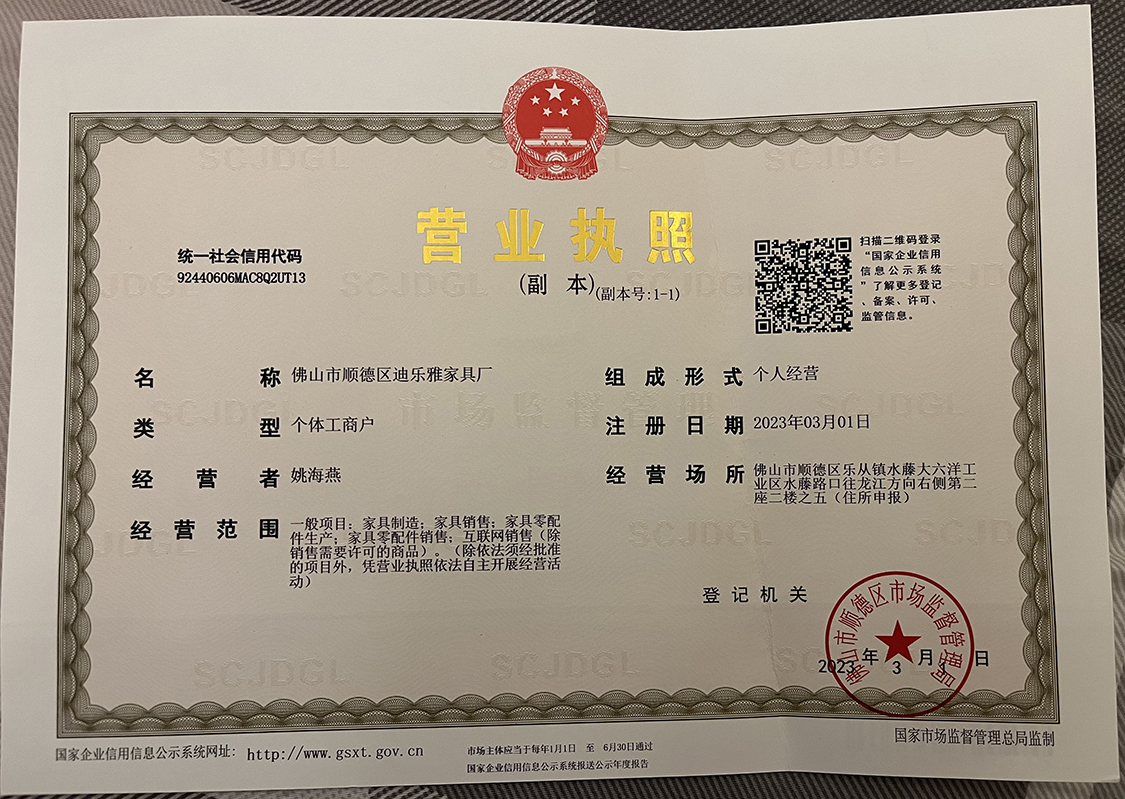 营业执照
(副 本)(副本号:1-1)
统一社会信用代码
92440606MAC8Q2UT13
扫描二维码登录
“国家企业信用
信息公示系统
”了解更多登记
、备案、许可、
监管信息。
名称 佛山市顺德区迪乐雅家具厂
类型 个体工商户
经营者 姚海燕
经营范围 一般项目：家具制造；家具销售；家具零配
件生产；家具零配件销售；互联网销售（除
销售需要许可的商品）。（除依法须经批准
的项目外，凭营业执照依法自主开展经营活
动）
组成形式 个人经营
注册日期 2023年03月01日
经营场所 佛山市顺德区乐从镇水藤大六洋工
业区水藤路口往龙江方向右侧第二
座二楼之五（住所申报）
登记机关
佛山市顺德区市场监督管理局
2023 年 3 月 1 日
国家企业信用信息公示系统网址: http://www.gsxt.gov.cn
市场主体应当于每年1月1日 至 6月30日通过
国家企业信用信息公示系统报送公示年度报告
国家市场监督管理总局监制
SCJDGL
市场监督管理